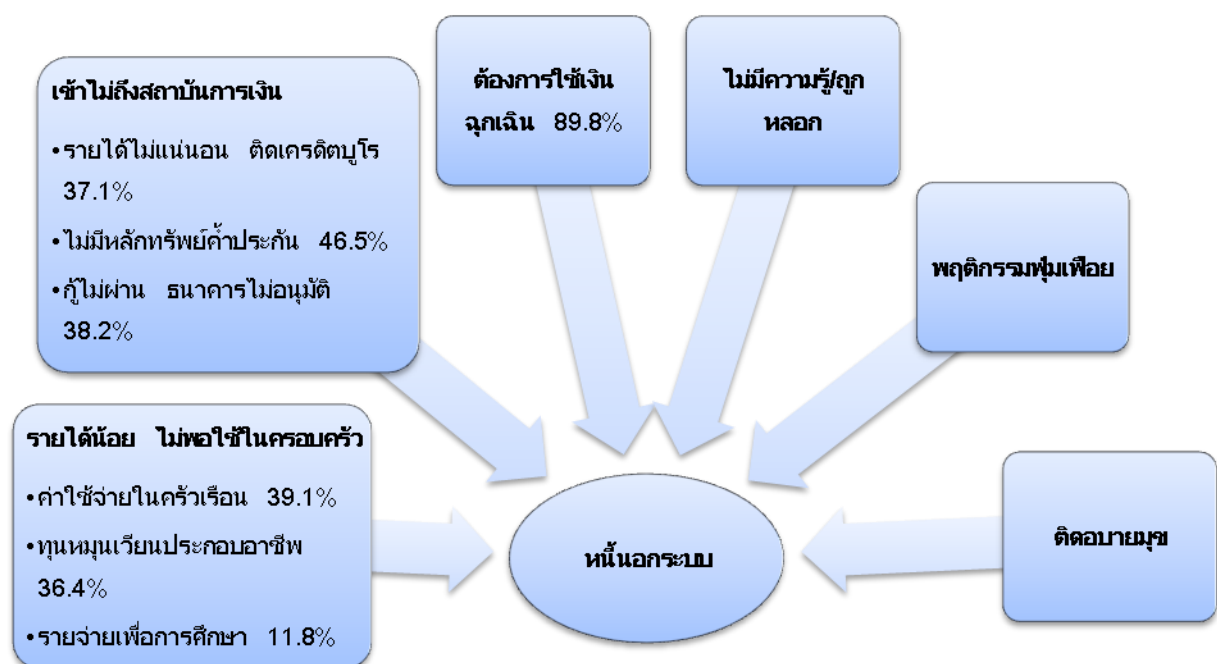 เข้าไม่ถึงสถาบันการเงิน
•รายได้ไม่แน่นอน ติดเครดิตบูโร
37.1%
•ไม่มีหลักทรัพย์ค้ำประกัน 46.5%
•กู้ไม่ผ่าน ธนาคารไม่อนุมัติ
38.2%
ต้องการใช้เงิน
ฉุกเฉิน 89.8%
ไม่มีความรู้/ถูก
หลอก
พฤติกรรมฟุ่มเฟือย
รายได้น้อย ไม่พอใช้ในครอบครัว
•ค่าใช้จ่ายในครัวเรือน 39.1%
•ทุนหมุนเวียนประกอบอาชีพ
36.4%
•รายจ่ายเพื่อการศึกษา 11.8%
หนี้นอกระบบ
ติดอบายมุข